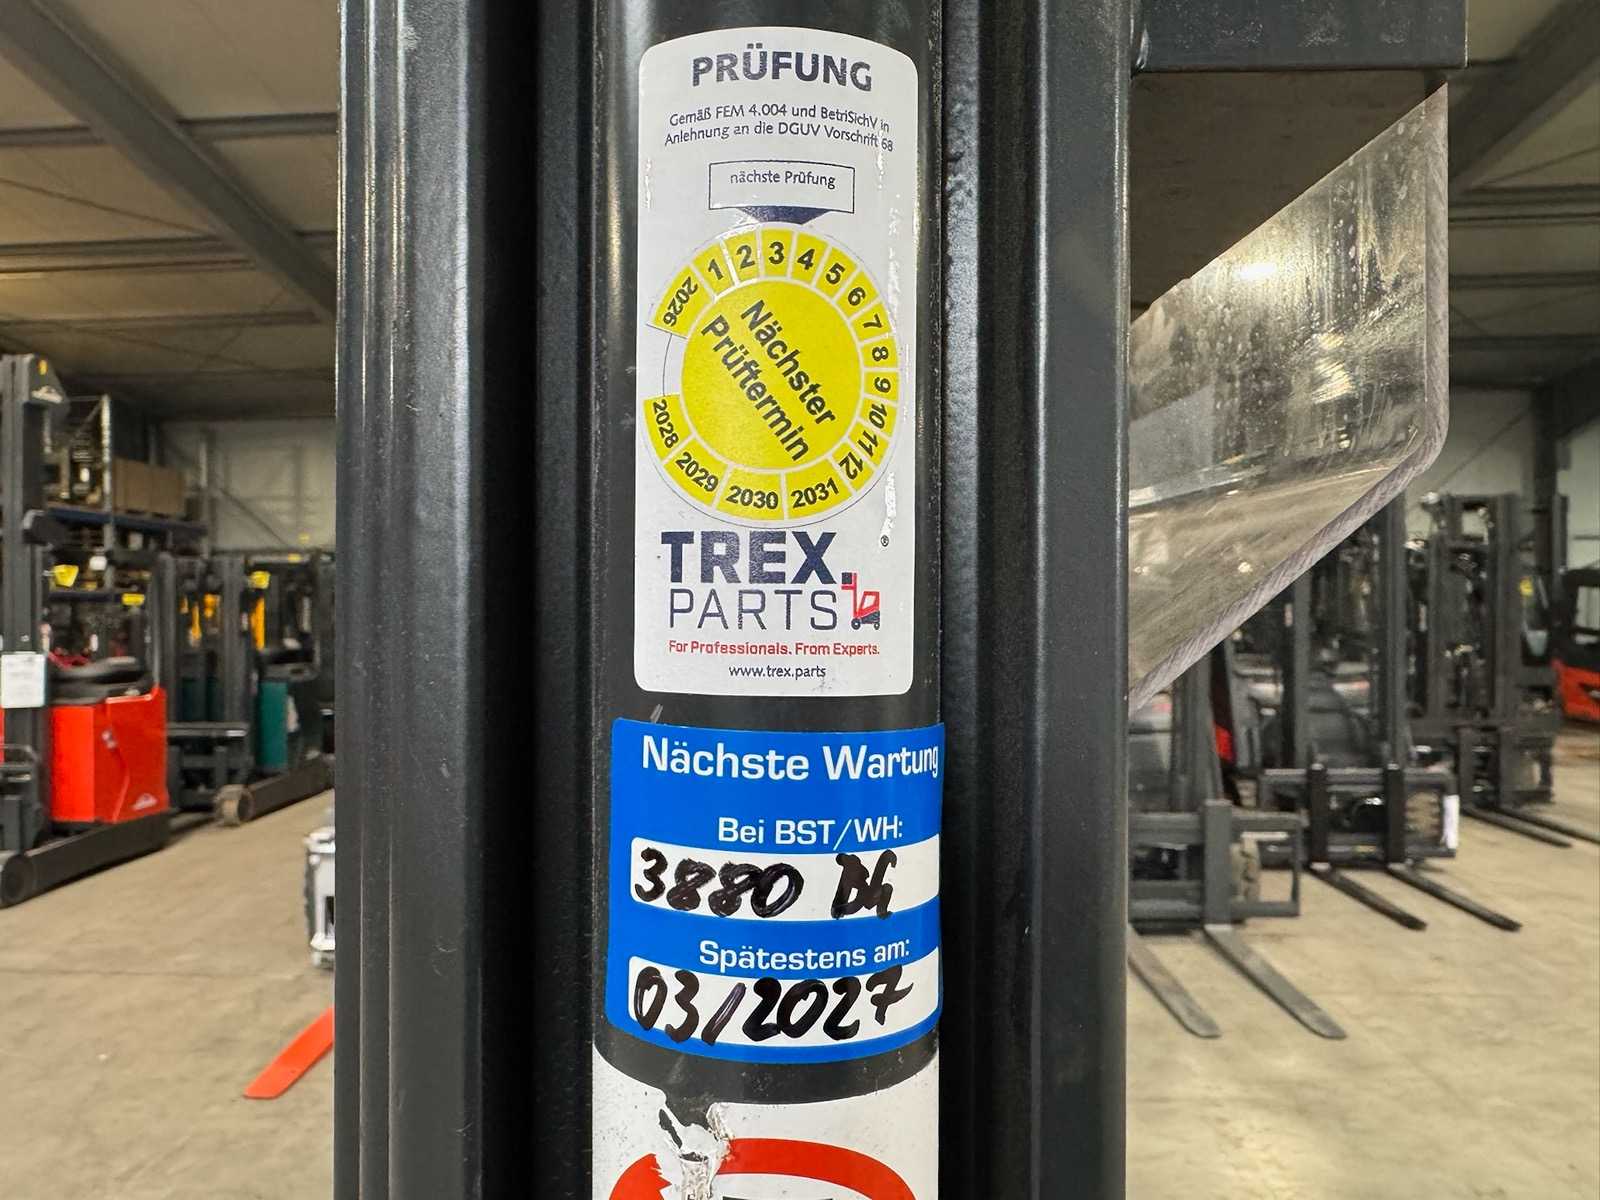 PRÜFUNG
Gemäß FEM 4.004 und BetriSichV in
Anlehnung an die DGUV Vorschrift 68
nächste Prüfung
2026 1 2 3 4 5 6 7 8 9 10 11 12
Nächster
Prüftermin
2028 2029 2030 2031
TREX.
PARTS
®
For Professionals. From Experts.
www.trex.parts
Nächste Wartung
Bei BST/WH:
3880 BG
Spätestens am:
03/2027